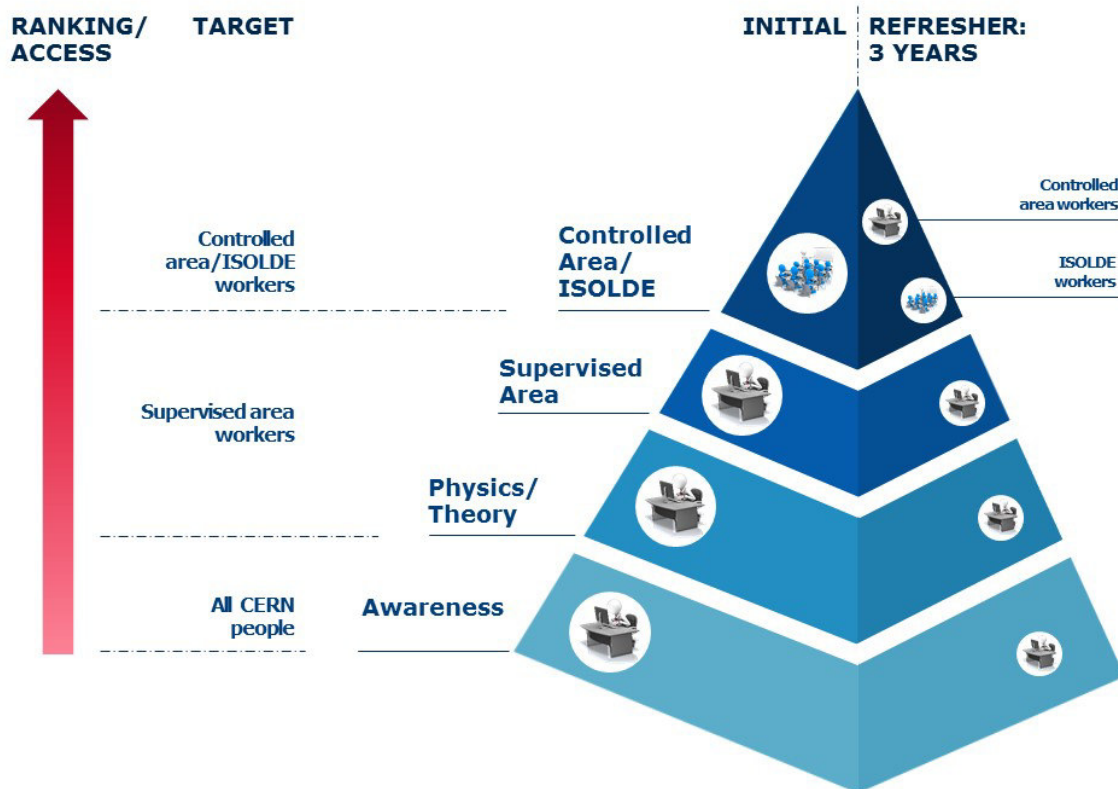 RANKING/ TARGET INITIAL REFRESHER:
ACCESS 3 YEARS
Controlled
area workers
Controlled
area/ISOLDE
workers
Controlled
Area/
ISOLDE
ISOLDE
workers
Supervised
Area
Supervised area
workers
Physics/
Theory
All CERN
people
Awareness